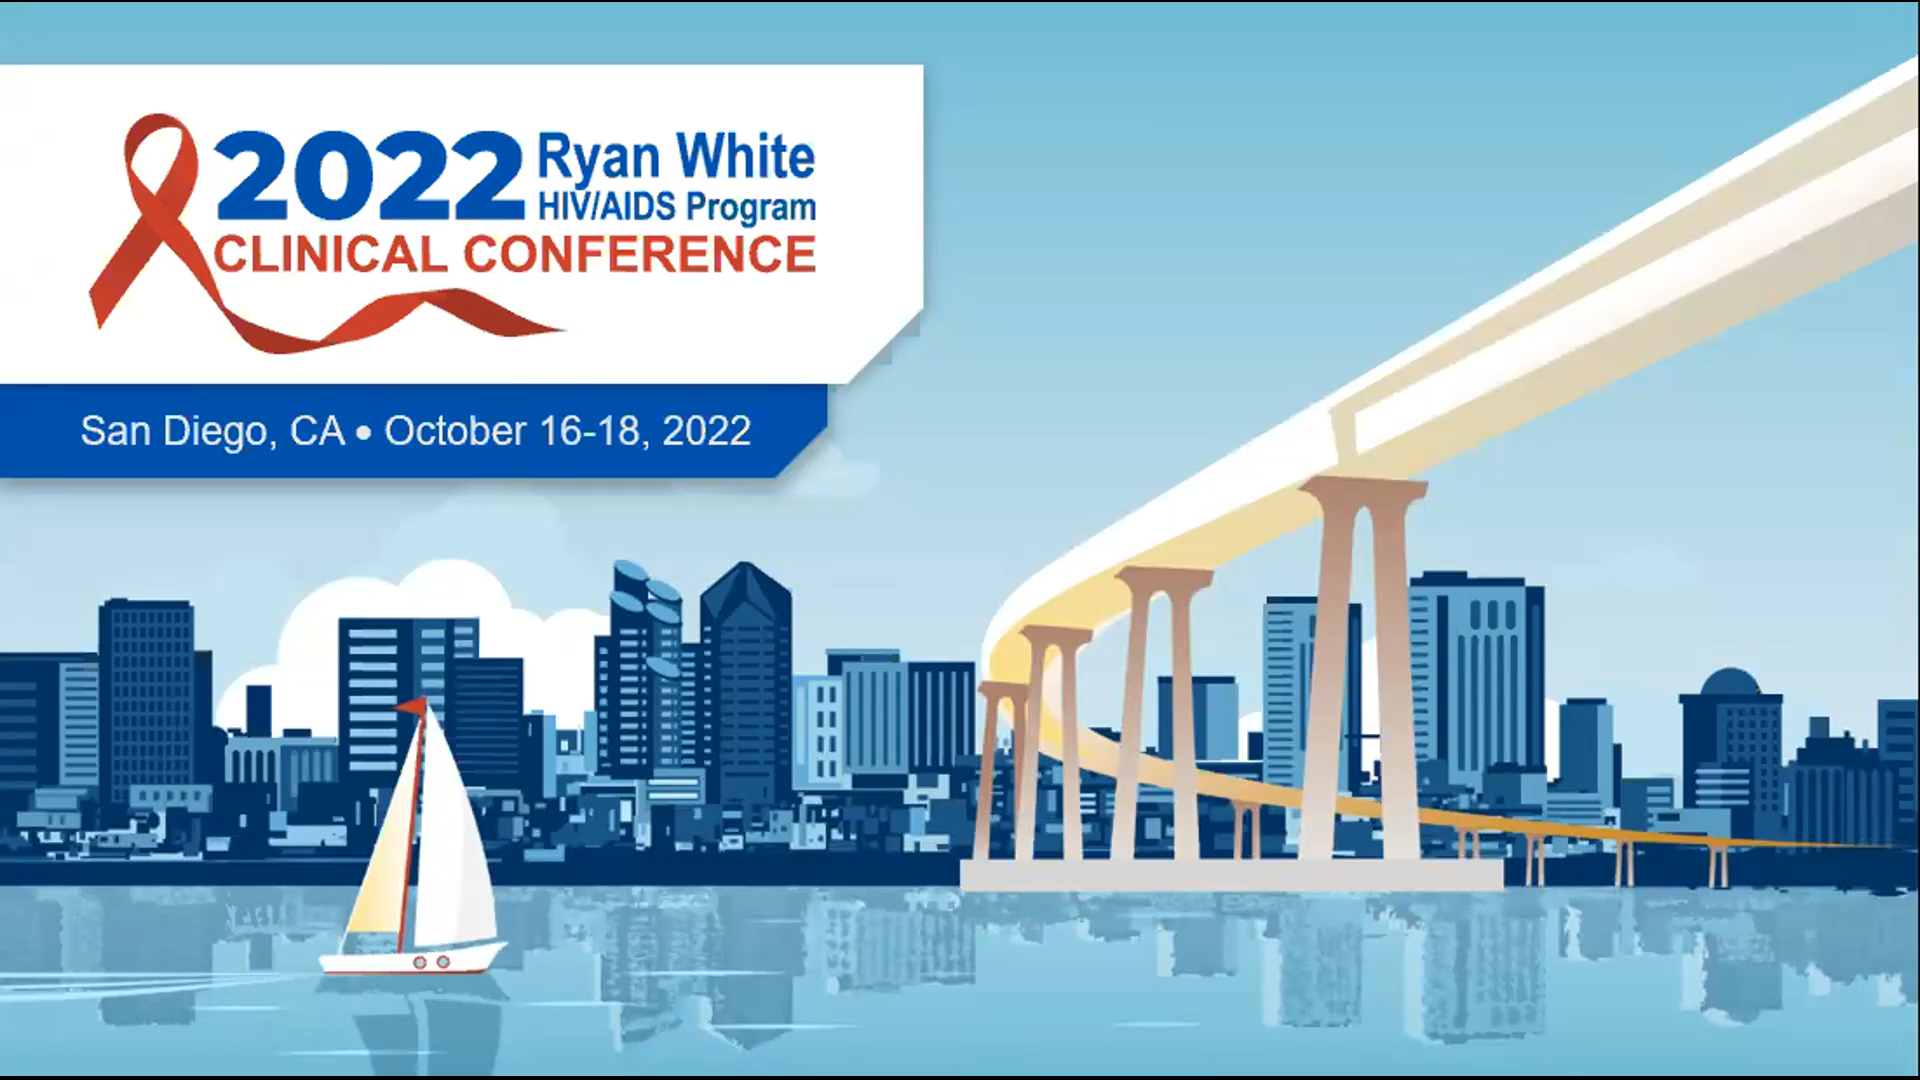 2022 Ryan White
HIV/AIDS Program
CLINICAL CONFERENCE
San Diego, CA • October 16-18, 2022